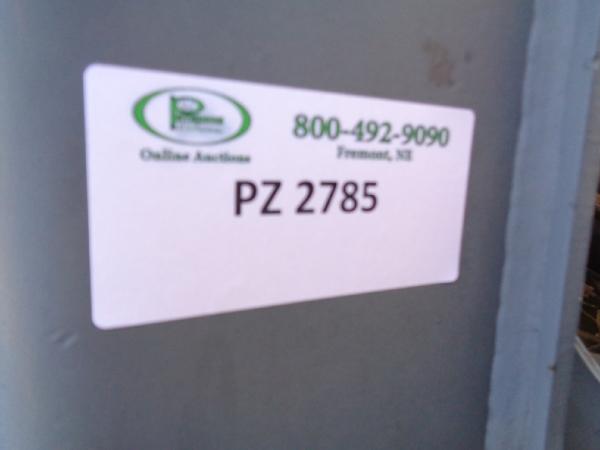 800-492-9090
Online Auctions
Fremont, NE
PZ 2785